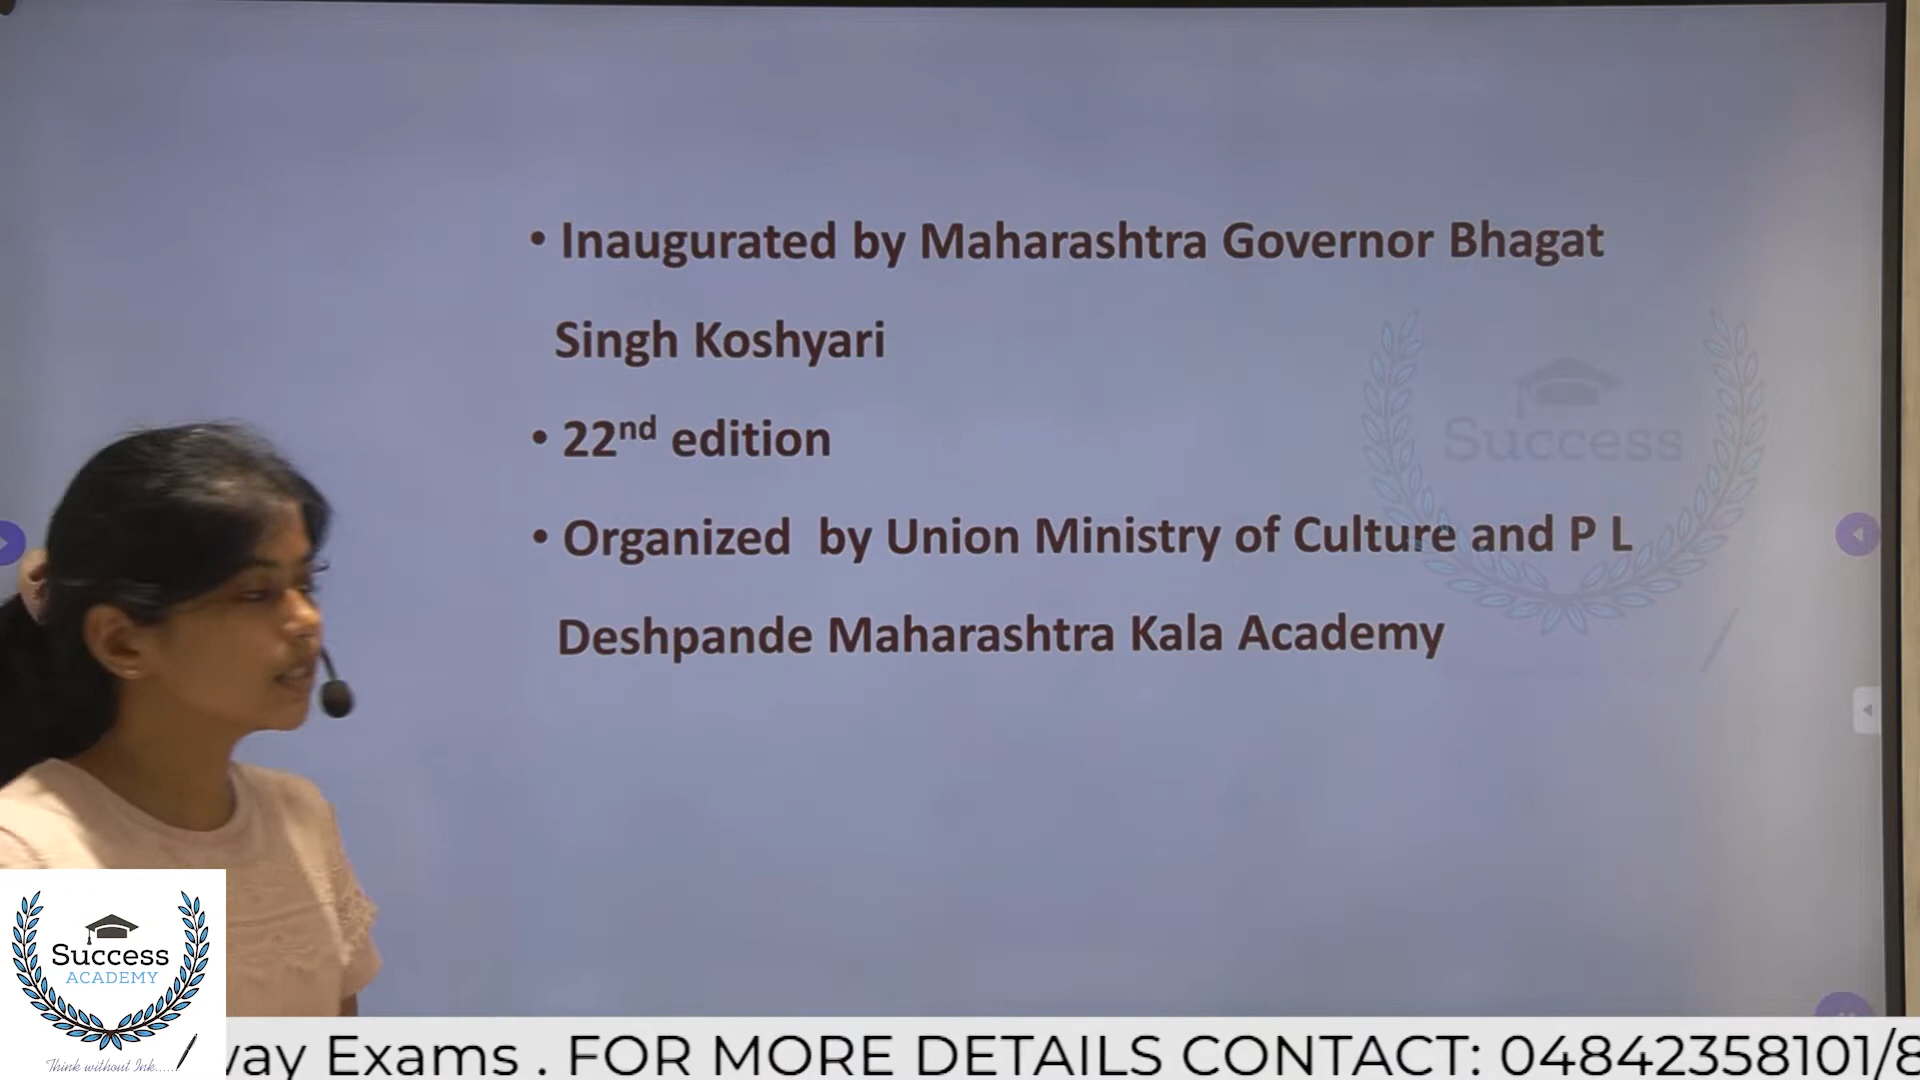 • Inaugurated by Maharashtra Governor Bhagat
Singh Koshyari
• 22nd edition
Success
• Organized by Union Ministry of Culture and P L
Deshpande Maharashtra Kala Academy
Success
ACADEMY
Think without Ink.....
way Exams . FOR MORE DETAILS CONTACT: 04842358101/8